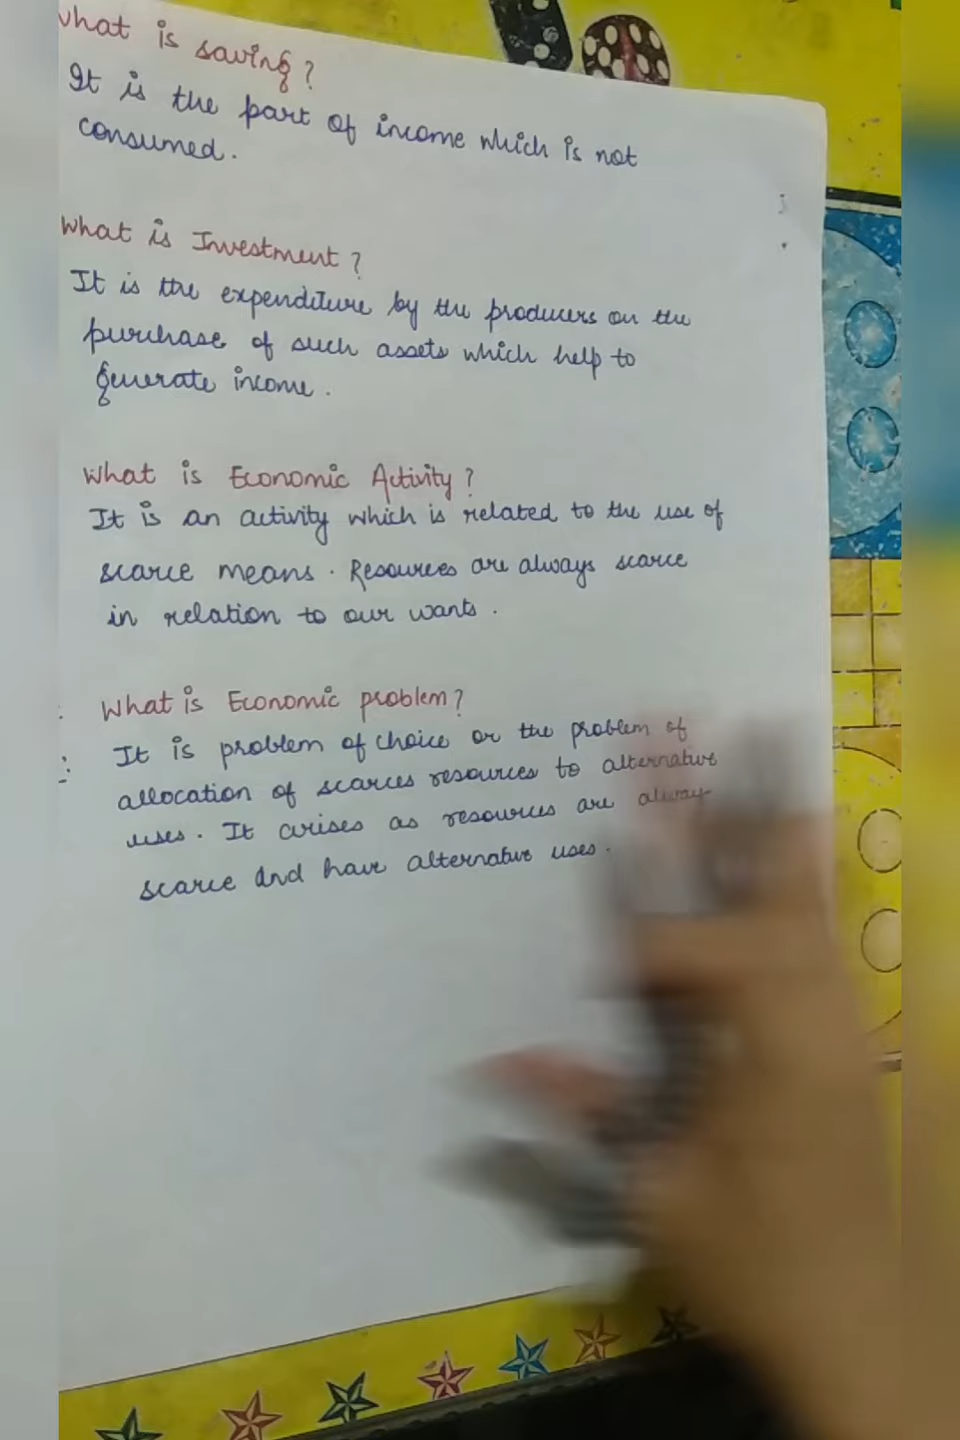 What is saving?
It is the part of income which is not
consumed.
What is Investment?
It is the expenditure by the producers on the
purchase of such assets which help to
generate income.
What is Economic Activity?
It is an activity which is related to the use of
scarce means. Resources are always scarce
in relation to our wants.
What is Economic problem?
It is problem of choice or the problem of
allocation of scarces resources to alternative
uses. It arises as resources are alway
scarce and have alternative uses.